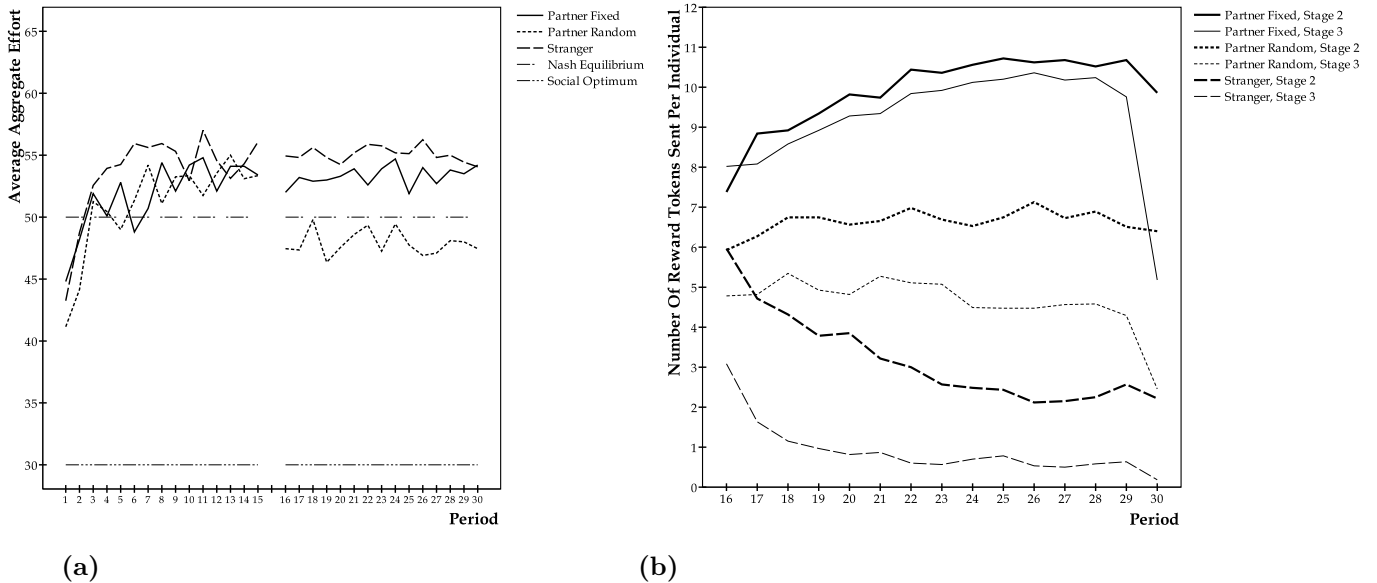 Average Aggregate Effort
65
60
55
50
45
40
35
30
1 2 3 4 5 6 7 8 9 10 11 12 13 14 15 16 17 18 19 20 21 22 23 24 25 26 27 28 29 30
Period
Partner Fixed
Partner Random
Stranger
Nash Equilibrium
Social Optimum
(a)
Number Of Reward Tokens Sent Per Individual
12
11
10
9
8
7
6
5
4
3
2
1
0
16 17 18 19 20 21 22 23 24 25 26 27 28 29 30
Period
Partner Fixed, Stage 2
Partner Fixed, Stage 3
Partner Random, Stage 2
Partner Random, Stage 3
Stranger, Stage 2
Stranger, Stage 3
(b)